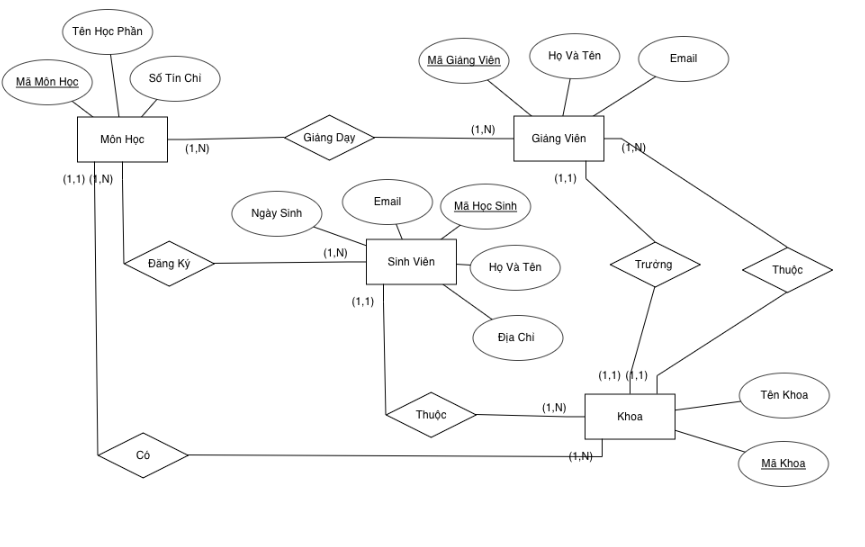 Tên Học Phần
Mã Môn Học
Số Tín Chỉ
Môn Học
(1,N)
Giảng Dạy
(1,N)
Mã Giảng Viên
Họ Và Tên
Email
Giảng Viên
(1,N)
(1,1)
(1,1)
(1,N)
Ngày Sinh
Email
Mã Học Sinh
(1,N)
Đăng Ký
Sinh Viên
Họ Và Tên
Trưởng
Thuộc
(1,1)
Địa Chỉ
(1,1)
(1,1)
Tên Khoa
Thuộc
(1,N)
Khoa
Có
(1,N)
Mã Khoa